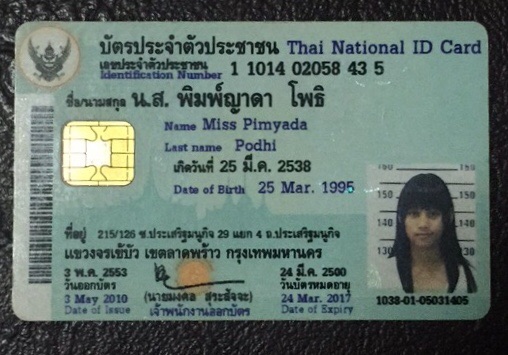 บัตรประจำตัวประชาชน Thai National ID Card
เลขประจำตัวประชาชน
Identification Number 1 1014 02058 43 5
ชื่อ/นามสกุล น.ส. พิมพ์ญาดา โพธิ
Name Miss Pimyada
Last name Podhi
เกิดวันที่ 25 มี.ค. 2538
Date of Birth 25 Mar. 1995
160 160
150 150
140 140
130 130
ที่อยู่ 215/126 ซ.ประเสริฐมนูกิจ 29 แยก 4 ถ.ประเสริฐมนูกิจ
แขวงจรเข้บัว เขตลาดพร้าว กรุงเทพมหานคร
3 พ.ค. 2553
วันออกบัตร
3 May 2010
Date of Issue
(นายมงคล สุระสัจจะ)
เจ้าพนักงานออกบัตร
24 มี.ค. 2560
วันบัตรหมดอายุ
24 Mar. 2017
Date of Expiry
1038-01-05031405